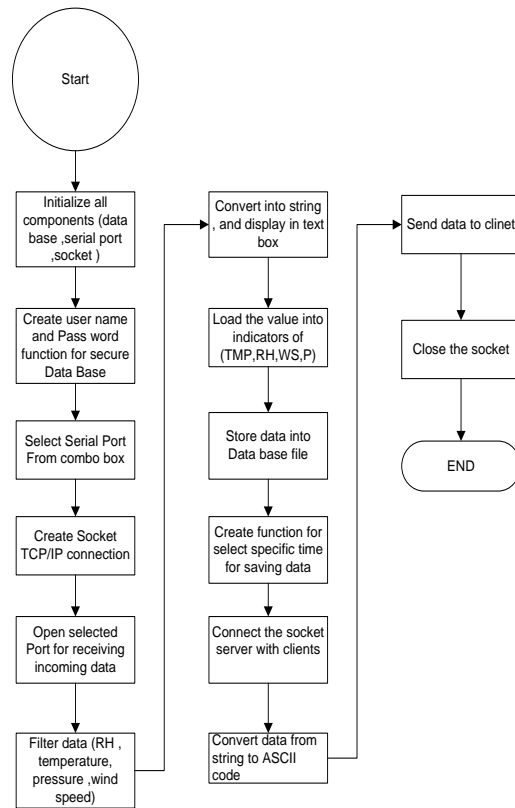 Start
Initialize all
components (data
base ,serial port
,socket )
Create user name
and Pass word
function for secure
Data Base
Select Serial Port
From combo box
Create Socket
TCP/IP connection
Open selected
Port for receiving
incoming data
Filter data (RH ,
temperature,
pressure ,wind
speed)
Convert into string
, and display in text
box
Load the value into
indicators of
(TMP,RH,WS,P)
Store data into
Data base file
Create function for
select specific time
for saving data
Connect the socket
server with clients
Convert data from
string to ASCII
code
Send data to clinet
Close the socket
END